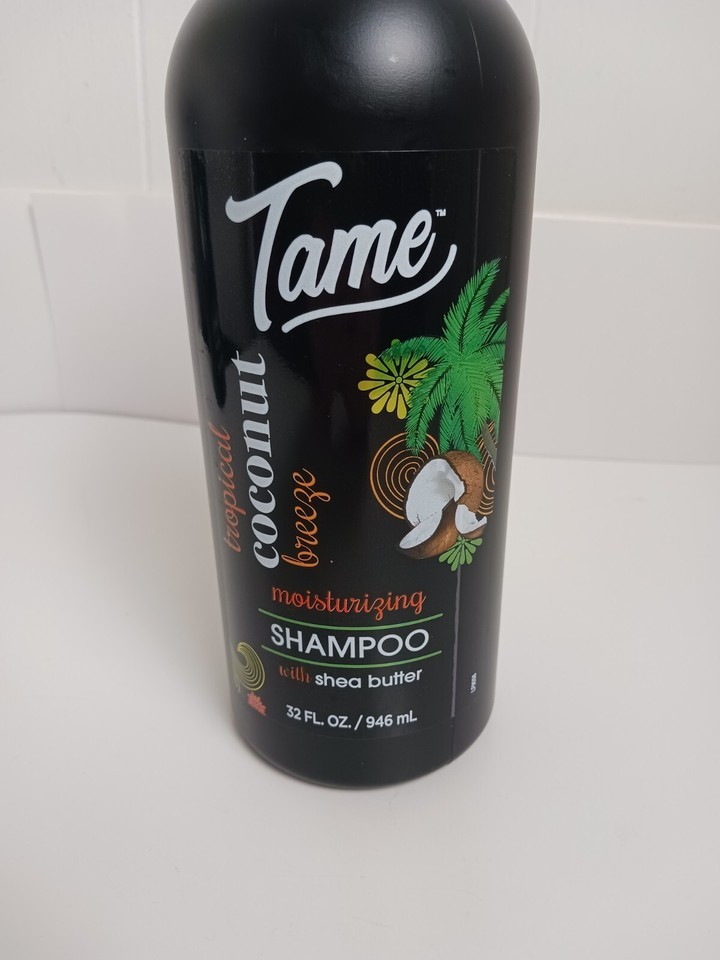 Tame™
tropical
coconut
breeze
moisturizing
SHAMPOO
with shea butter
32 FL. OZ. / 946 mL